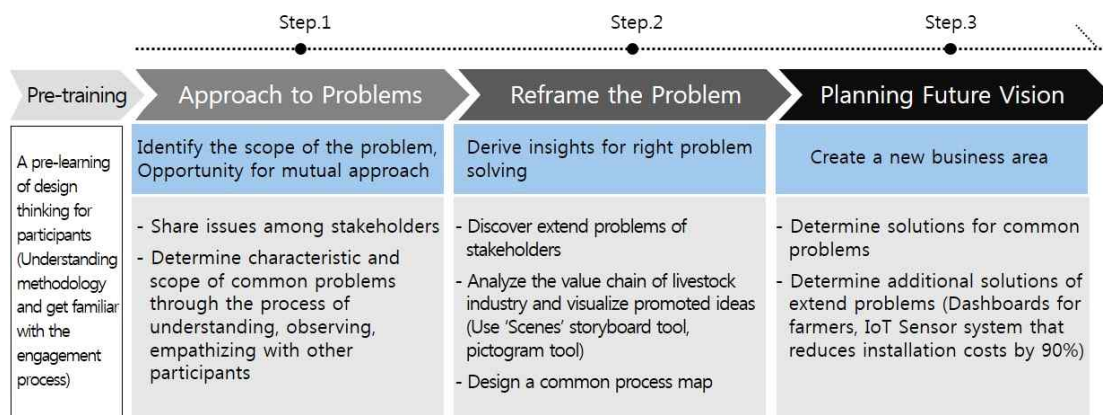 Step.1
Step.2
Step.3
Pre-training
Approach to Problems
Reframe the Problem
Planning Future Vision
A pre-learning
of design
thinking for
participants
(Understanding
methodology
and get familiar
with the
engagement
process)
Identify the scope of the problem,
Opportunity for mutual approach
- Share issues among stakeholders
- Determine characteristic and
scope of common problems
through the process of
understanding, observing,
empathizing with other
participants
Derive insights for right problem
solving
- Discover extend problems of
stakeholders
- Analyze the value chain of livestock
industry and visualize promoted ideas
(Use ‘Scenes’ storyboard tool,
pictogram tool)
- Design a common process map
Create a new business area
- Determine solutions for common
problems
- Determine additional solutions of
extend problems (Dashboards for
farmers, IoT Sensor system that
reduces installation costs by 90%)